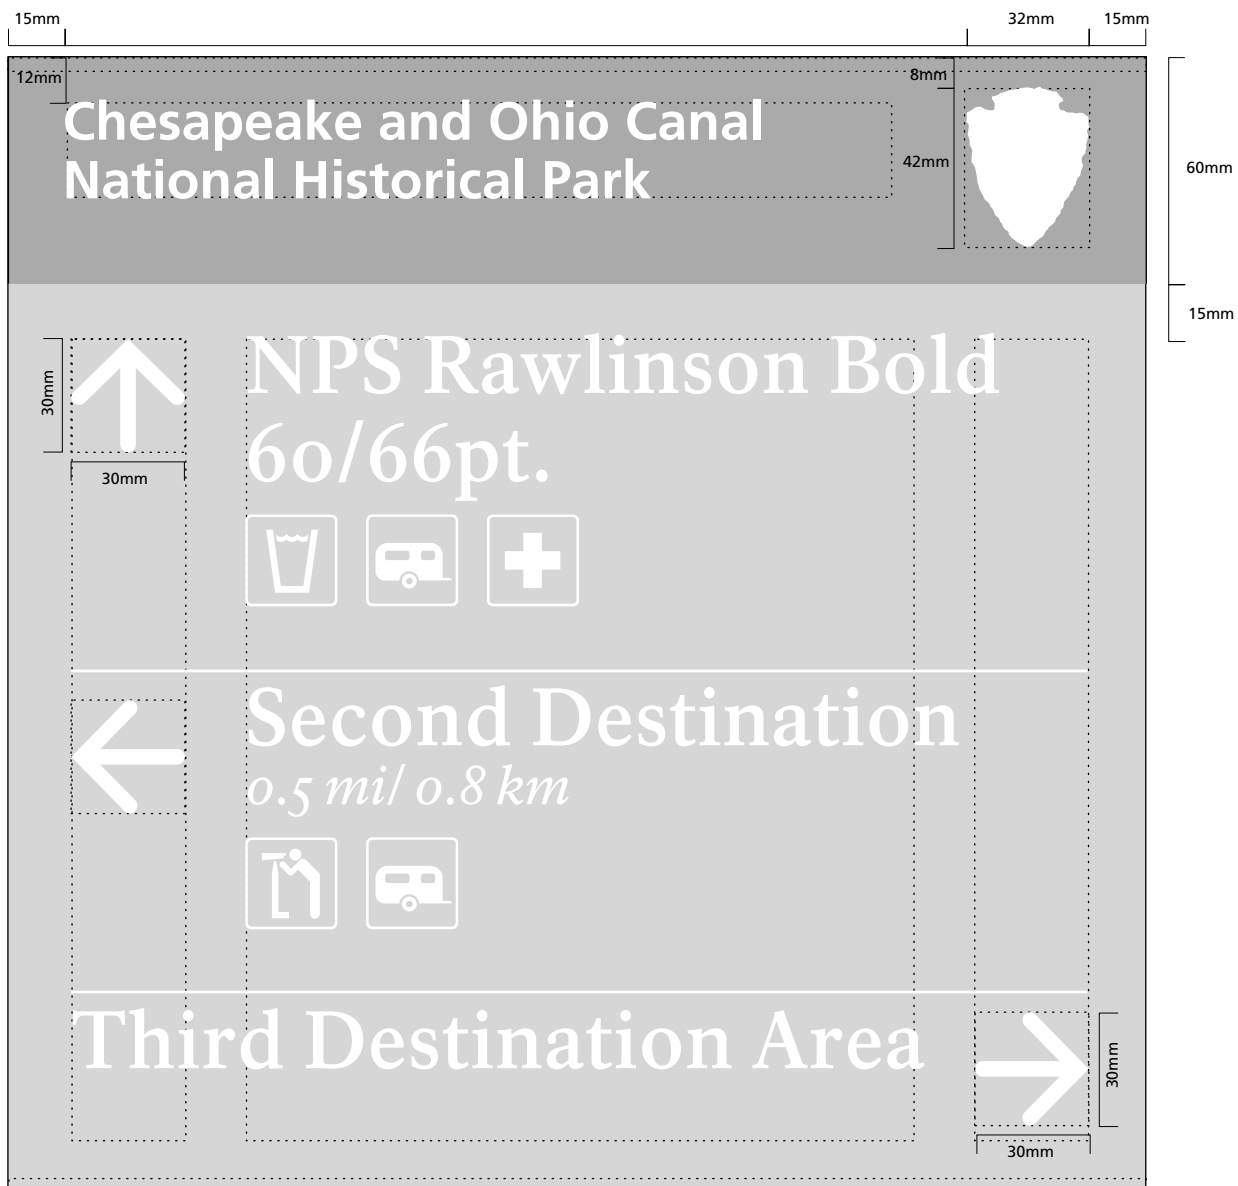 15mm
32mm
15mm
12mm
8mm
Chesapeake and Ohio Canal
National Historical Park
42mm
60mm
15mm
30mm
30mm
NPS Rawlinson Bold
60/66pt.
Second Destination
0.5 mi/ 0.8 km
Third Destination Area
30mm
30mm